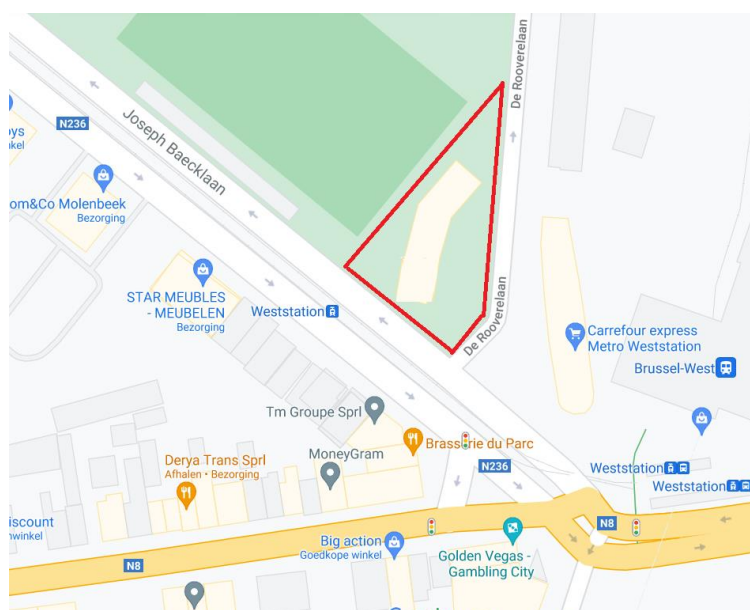 De Rooverelaan
N236
Joseph Baecklaan
om&Co Molenbeek
Bezorging
STAR MEUBLES
- MEUBELEN
Bezorging
Weststation
De Rooverelaan
Carrefour express
Metro Weststation
Brussel-West
Tm Groupe Sprl
Brasserie du Parc
MoneyGram
Derya Trans Sprl
Afhalen • Bezorging
N236
Weststation
Weststation
iscount
nwinkel
Big action
Goedkope winkel
N8
Golden Vegas -
Gambling City
N8